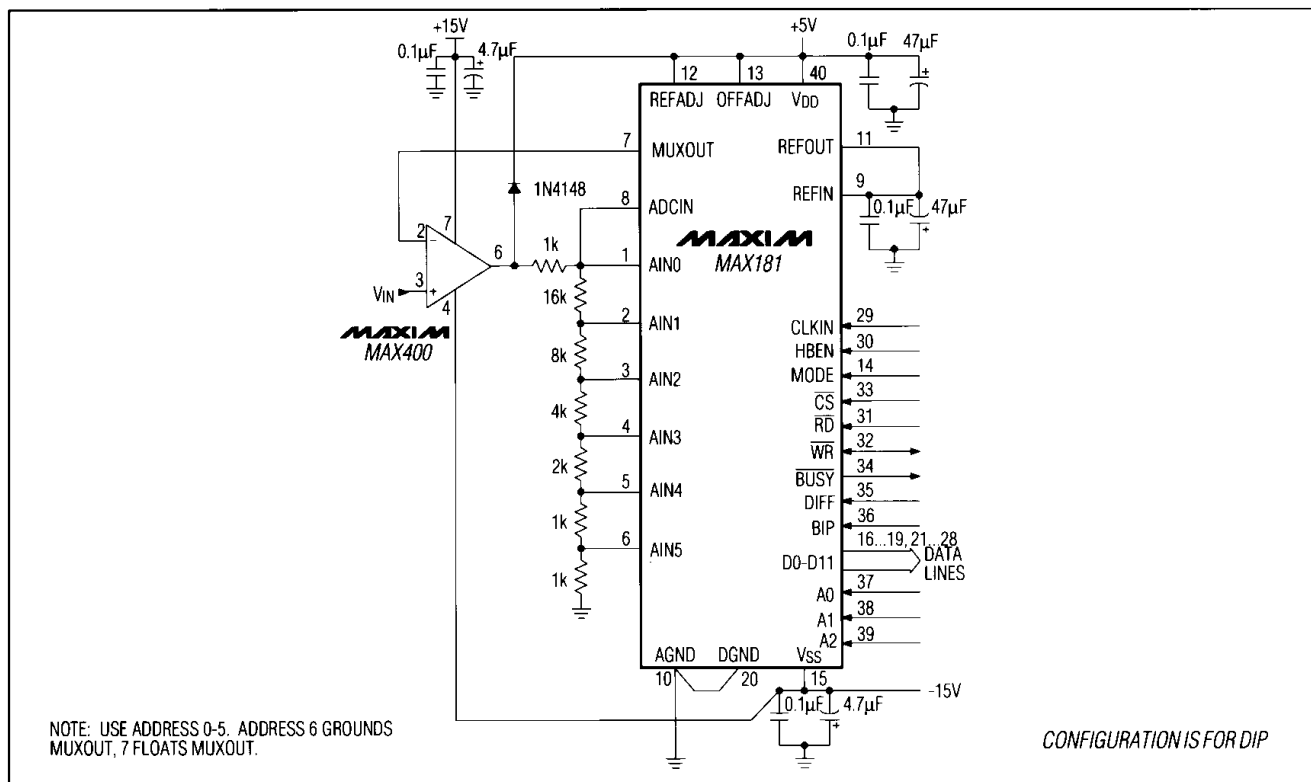 +15V
+5V
0.1µF
4.7µF
0.1µF
47µF
12
13
40
REFADJ
OFFADJ
VDD
7
MUXOUT
REFOUT
11
1N4148
REFIN
9
0.1µF
47µF
8
ADCIN
MAXIM
MAX181
2
−
7
6
1k
1
AIN0
VIN
3
+
4
16k
MAXIM
MAX400
2
AIN1
CLKIN
29
8k
HBEN
30
3
AIN2
MODE
14
4k
CS
33
4
AIN3
RD
31
2k
WR
32
BUSY
34
5
AIN4
DIFF
35
1k
BIP
36
6
AIN5
16...19, 21...28
D0-D11
DATA
LINES
1k
A0
37
A1
38
A2
39
AGND
DGND
VSS
10
20
15
-15V
0.1µF
4.7µF
NOTE: USE ADDRESS 0-5. ADDRESS 6 GROUNDS
MUXOUT, 7 FLOATS MUXOUT.
CONFIGURATION IS FOR DIP